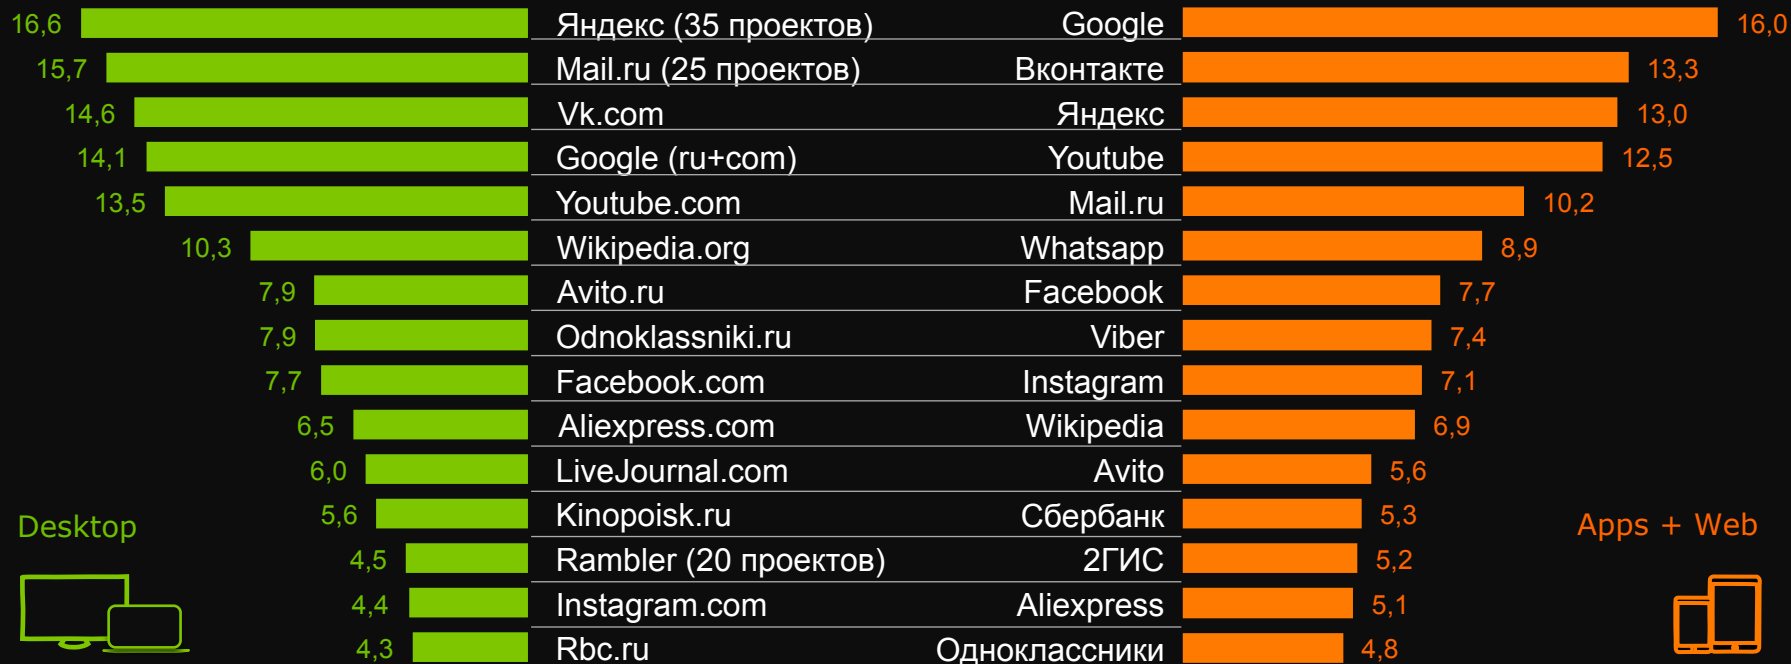 16,6 Яндекс (35 проектов) Google 16,0
15,7 Mail.ru (25 проектов) Вконтакте 13,3
14,6 Vk.com Яндекс 13,0
14,1 Google (ru+com) Youtube 12,5
13,5 Youtube.com Mail.ru 10,2
10,3 Wikipedia.org Whatsapp 8,9
7,9 Avito.ru Facebook 7,7
7,9 Odnoklassniki.ru Viber 7,4
7,7 Facebook.com Instagram 7,1
6,5 Aliexpress.com Wikipedia 6,9
6,0 LiveJournal.com Avito 5,6
5,6 Kinopoisk.ru Сбербанк 5,3
Desktop Apps + Web
4,5 Rambler (20 проектов) 2ГИС 5,2
4,4 Instagram.com Aliexpress 5,1
4,3 Rbc.ru Одноклассники 4,8